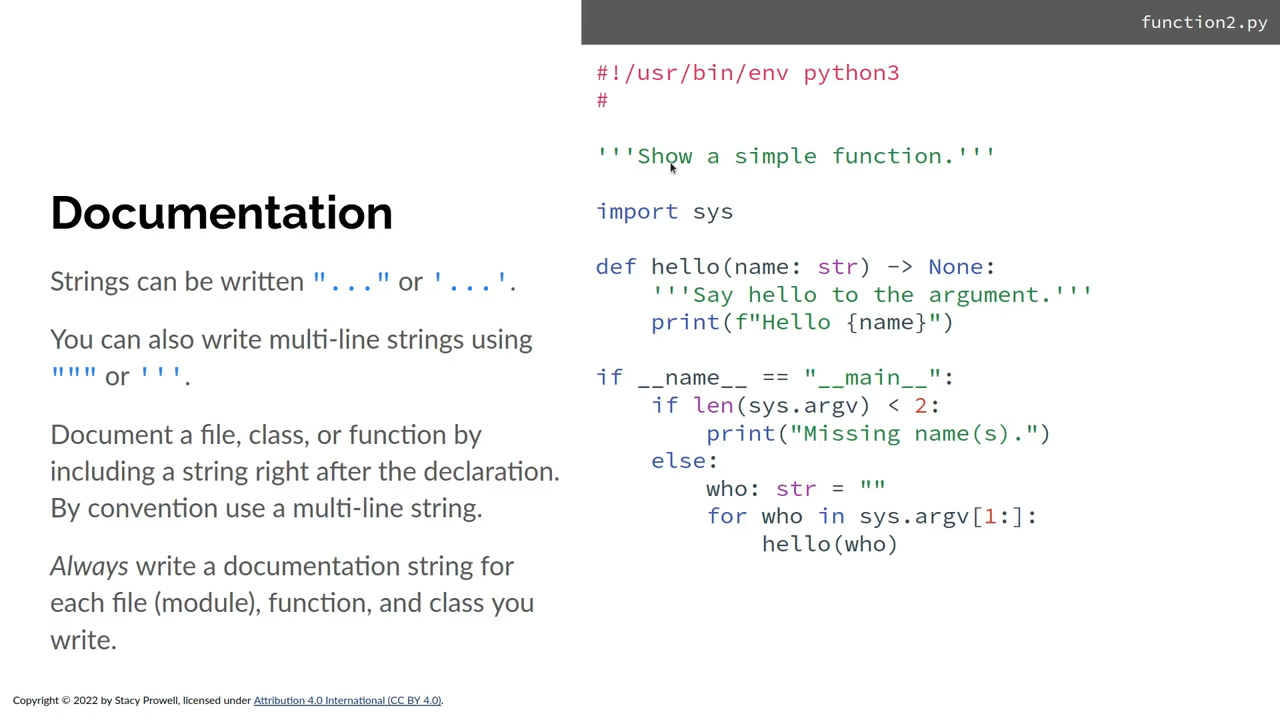 function2.py
Documentation
Strings can be written "..." or '...'.
You can also write multi-line strings using
""" or '''.
Document a file, class, or function by
including a string right after the declaration.
By convention use a multi-line string.
Always write a documentation string for
each file (module), function, and class you
write.
#!/usr/bin/env python3
#
'''Show a simple function.'''
import sys
def hello(name: str) -> None:
    '''Say hello to the argument.'''
    print(f"Hello {name}")
if __name__ == "__main__":
    if len(sys.argv) < 2:
        print("Missing name(s).")
    else:
        who: str = ""
        for who in sys.argv[1:]:
            hello(who)
Copyright © 2022 by Stacy Prowell, licensed under Attribution 4.0 International (CC BY 4.0).